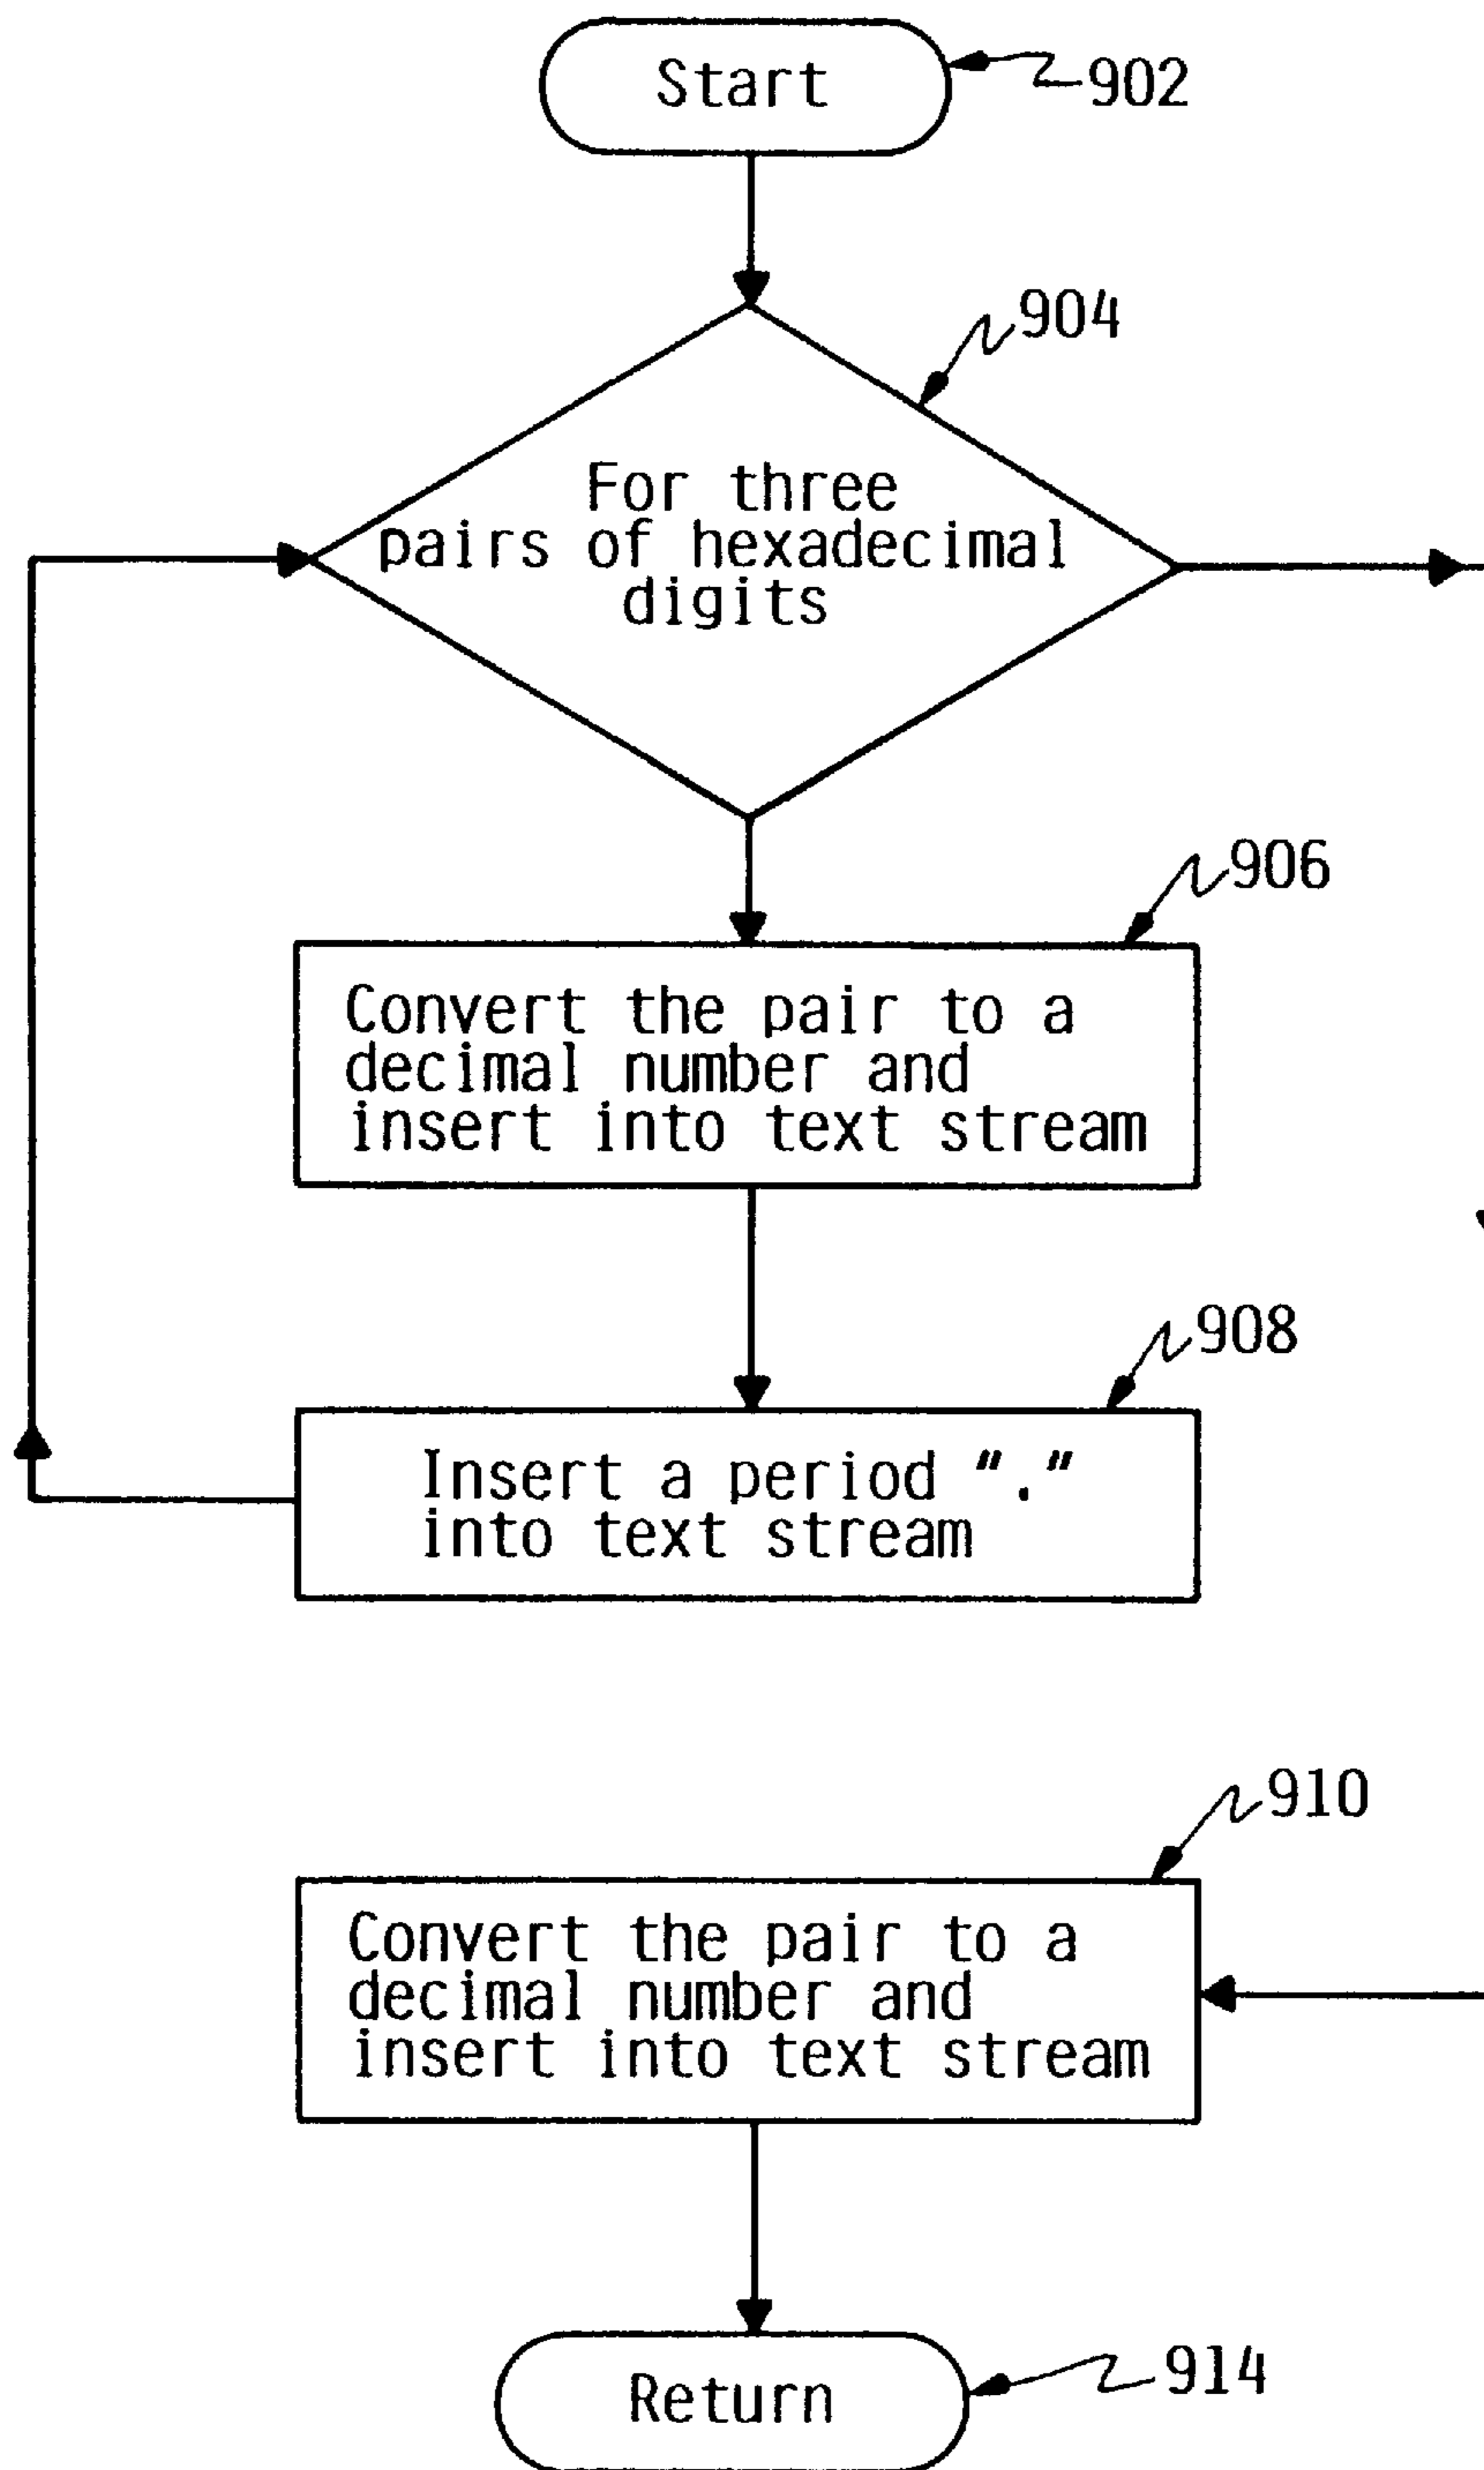 Start
902
904
For three
pairs of hexadecimal
digits
906
Convert the pair to a
decimal number and
insert into text stream
908
Insert a period "."
into text stream
910
Convert the pair to a
decimal number and
insert into text stream
Return
914